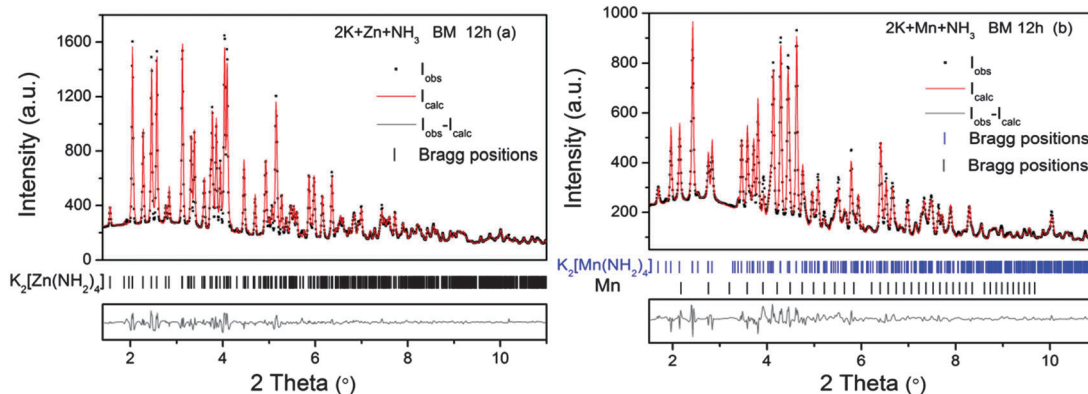 2K+Zn+NH3 BM 12h (a)
1600
1200
800
400
0
Intensity (a.u.)
Iobs
Icalc
Iobs-Icalc
Bragg positions
K2[Zn(NH2)4]
2 4 6 8 10
2 Theta (°)
2K+Mn+NH3 BM 12h (b)
1000
800
600
400
200
Intensity (a.u.)
Iobs
Icalc
Iobs-Icalc
Bragg positions
Bragg positions
K2[Mn(NH2)4]
Mn
2 4 6 8 10
2 Theta (°)